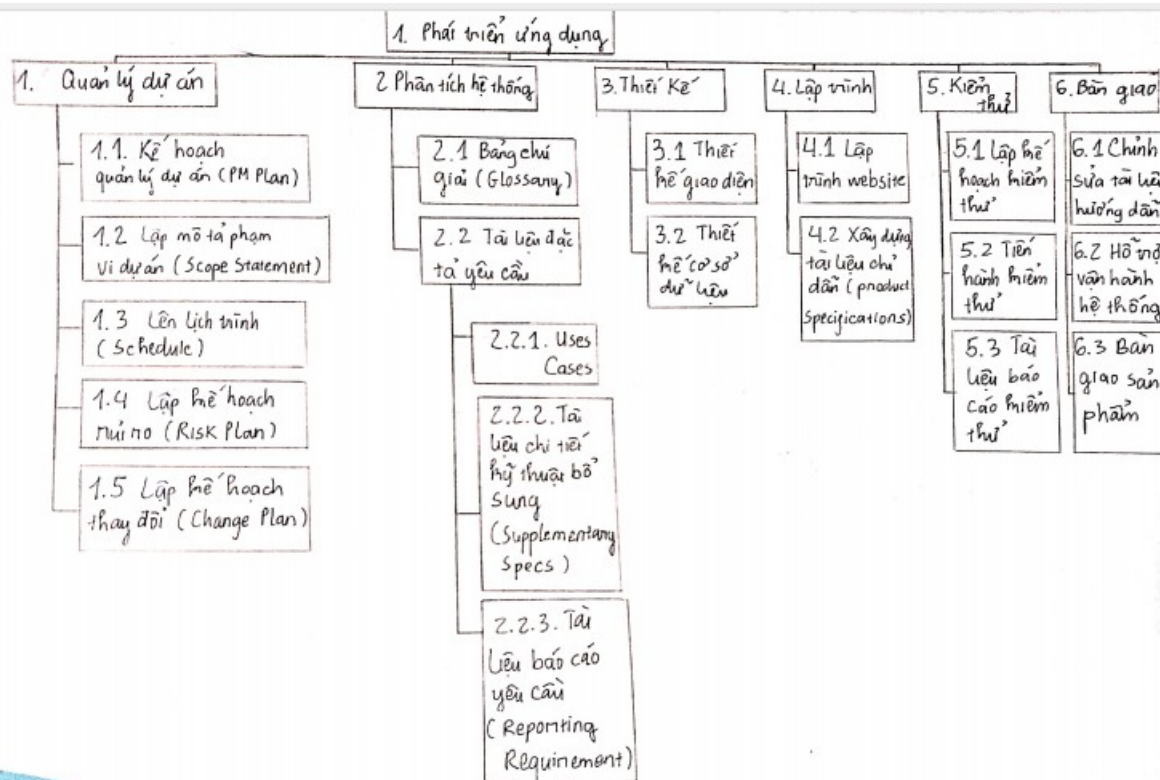 1. Phát triển ứng dụng
1. Quản lý dự án
1.1. Kế hoạch
quản lý dự án (PM Plan)
1.2 Lập mô tả phạm
vi dự án (Scope Statement)
1.3 Lên lịch trình
(Schedule)
1.4 Lập kế hoạch
rủi ro (Risk Plan)
1.5 Lập kế hoạch
thay đổi (Change Plan)
2 Phân tích hệ thống
2.1 Bảng chú
giải (Glossary)
2.2 Tài liệu đặc
tả yêu cầu
2.2.1. Uses
Cases
2.2.2. Tài
liệu chi tiết
kỹ thuật bổ
sung
(Supplementary
Specs)
2.2.3. Tài
liệu báo cáo
yêu cầu
(Reporting
Requirement)
3. Thiết Kế
3.1 Thiết
kế giao diện
3.2 Thiết
kế cơ sở
dữ liệu
4. Lập trình
4.1 Lập
trình website
4.2 Xây dựng
tài liệu chỉ
dẫn (product
Specifications)
5. Kiểm
thử
5.1 Lập kế
hoạch kiểm
thử
5.2 Tiến
hành kiểm
thử
5.3 Tài
liệu báo
cáo kiểm
thử
6. Bàn giao
6.1 Chỉnh
sửa tài liệu
hướng dẫn
6.2 Hỗ trợ
vận hành
hệ thống
6.3 Bàn
giao sản
phẩm